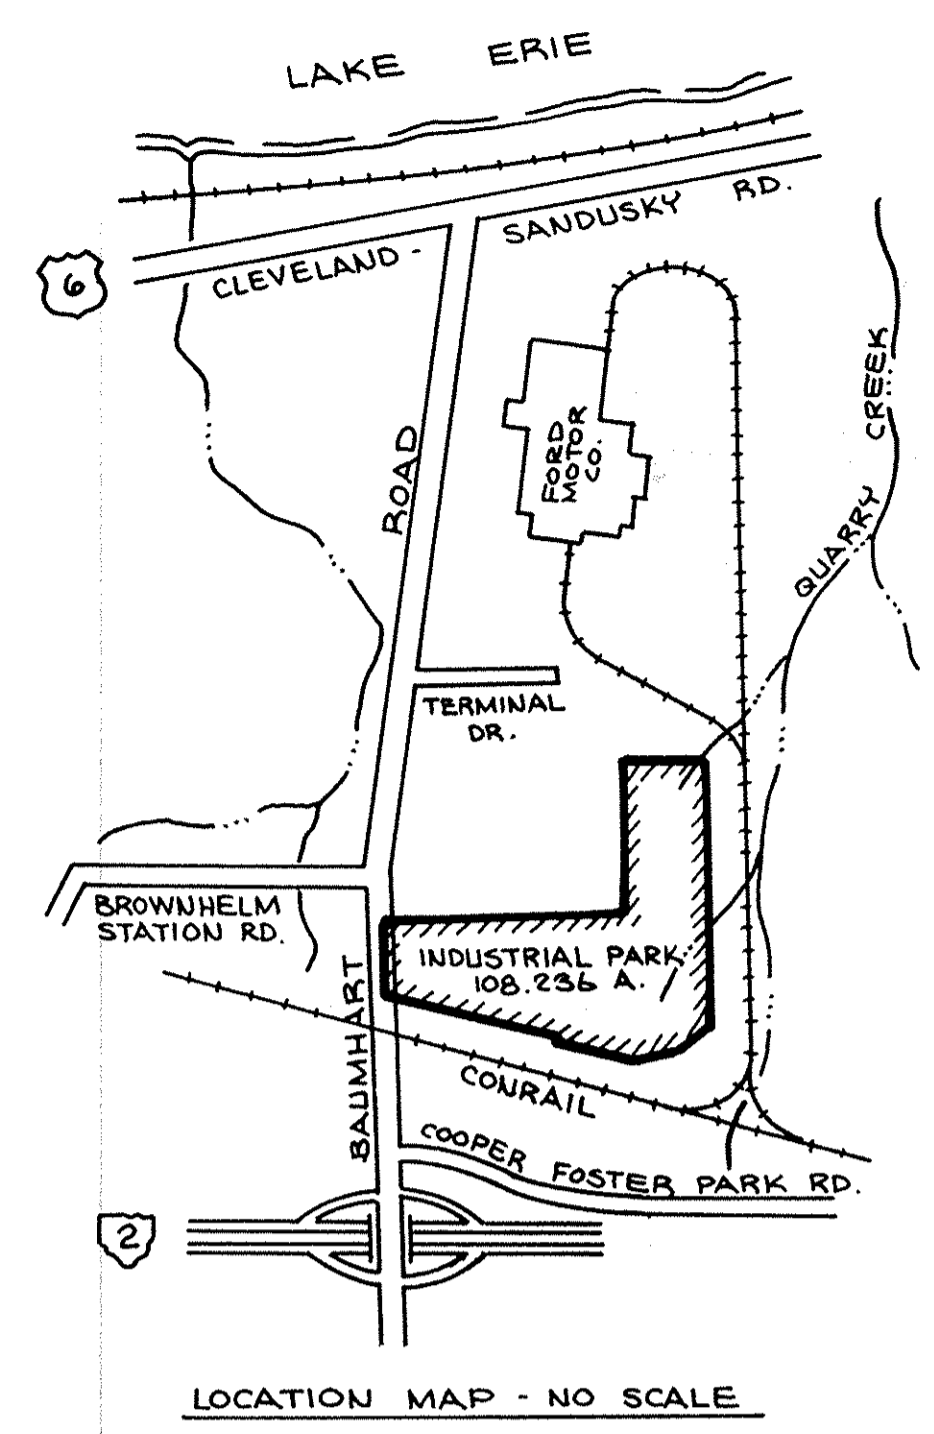 LAKE ERIE
CLEVELAND - SANDUSKY RD.
6
QUARRY CREEK
FORD
MOTOR
CO.
BAUMHART ROAD
TERMINAL
DR.
BROWNHELM
STATION RD.
INDUSTRIAL PARK
108.236 A.
CONRAIL
COOPER FOSTER PARK RD.
2
LOCATION MAP - NO SCALE